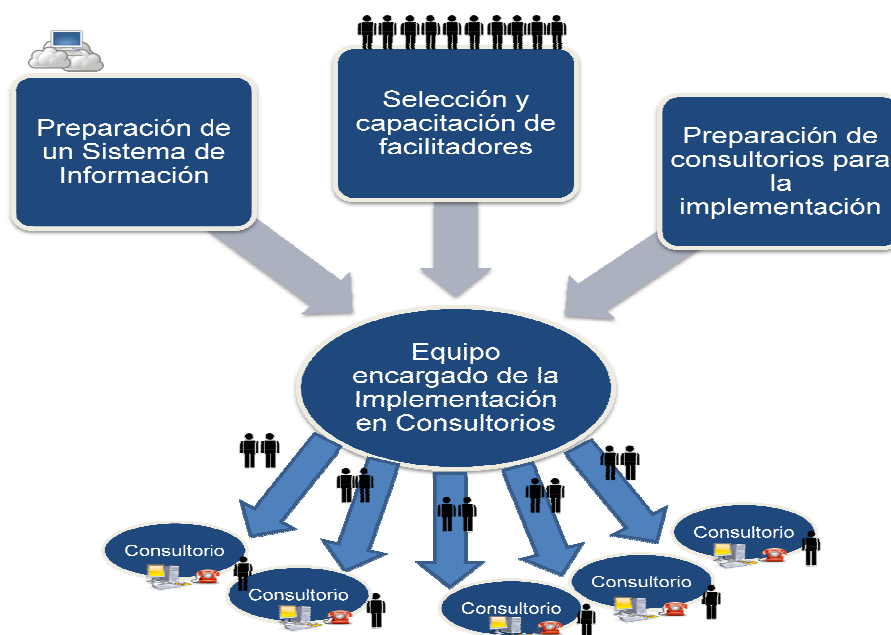 Preparación de
un Sistema de
Información
Selección y
capacitación de
facilitadores
Preparación de
consultorios para
la
implementación
Equipo
encargado de la
Implementación
en Consultorios
Consultorio
Consultorio
Consultorio
Consultorio
Consultorio